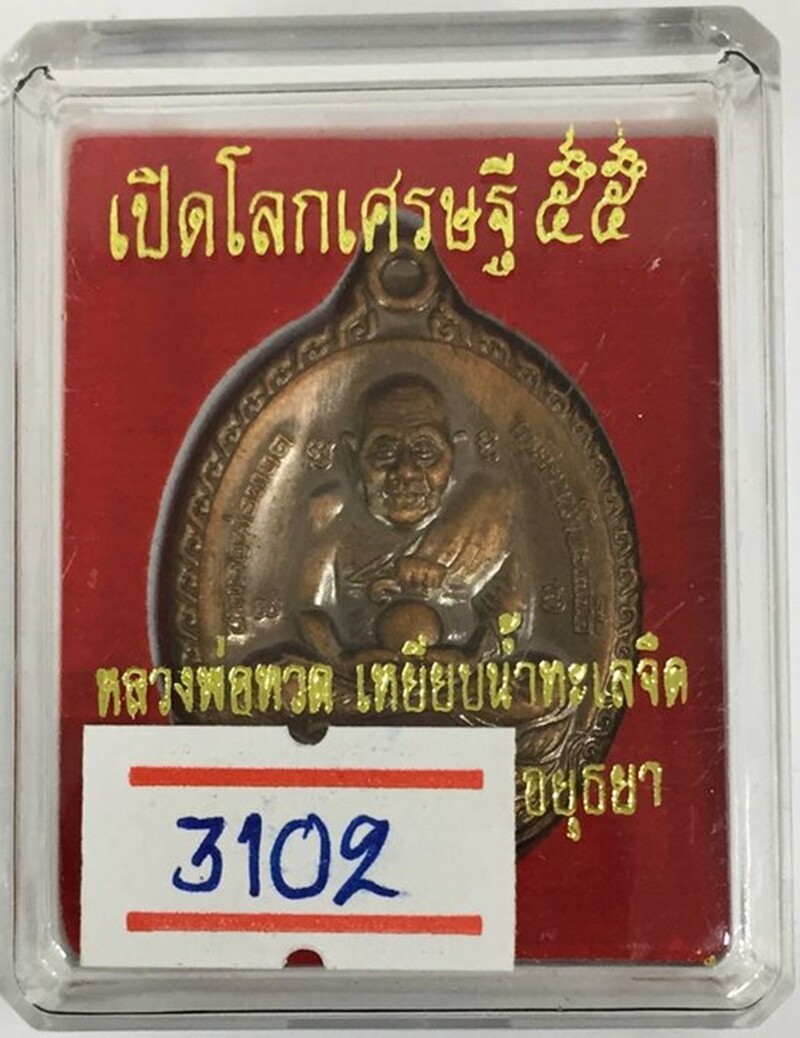 เปิดโลกเศรษฐี ๕๕
หลวงพ่อทวด เหยียบน้ำทะเลจืด
อยุธยา
3102